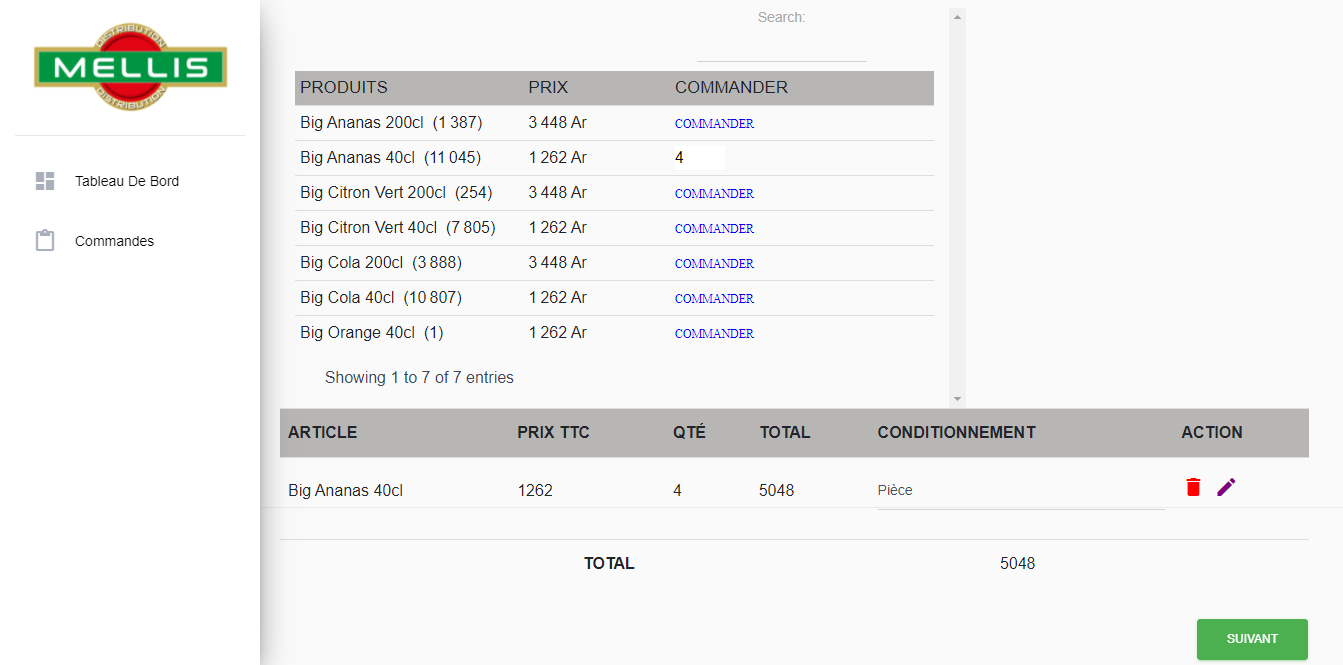 DISTRIBUTION
MELLIS
DISTRIBUTION
Tableau De Bord
Commandes
Search:
PRODUITS PRIX COMMANDER
Big Ananas 200cl (1 387) 3 448 Ar COMMANDER
Big Ananas 40cl (11 045) 1 262 Ar 4
Big Citron Vert 200cl (254) 3 448 Ar COMMANDER
Big Citron Vert 40cl (7 805) 1 262 Ar COMMANDER
Big Cola 200cl (3 888) 3 448 Ar COMMANDER
Big Cola 40cl (10 807) 1 262 Ar COMMANDER
Big Orange 40cl (1) 1 262 Ar COMMANDER
Showing 1 to 7 of 7 entries
ARTICLE PRIX TTC QTÉ TOTAL CONDITIONNEMENT ACTION
Big Ananas 40cl 1262 4 5048 Pièce
TOTAL 5048
SUIVANT